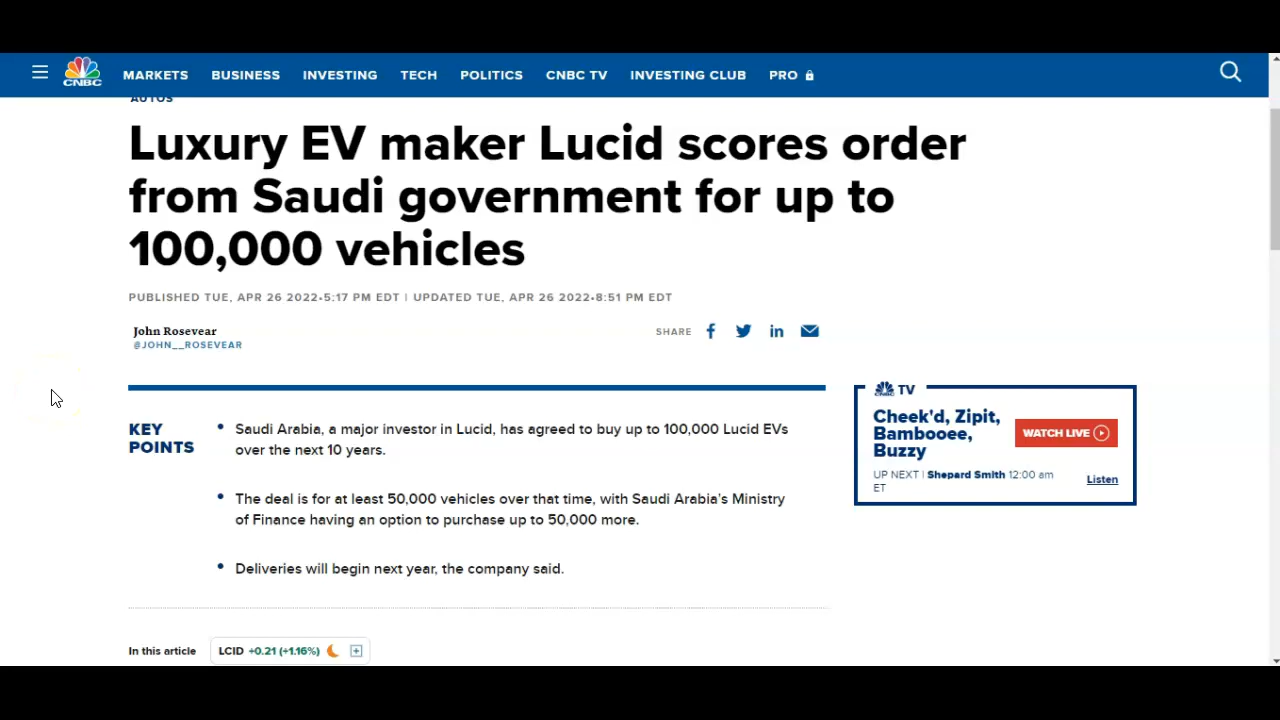 CNBC
MARKETS BUSINESS INVESTING TECH POLITICS CNBC TV INVESTING CLUB PRO
AUTOS
Luxury EV maker Lucid scores order
from Saudi government for up to
100,000 vehicles
PUBLISHED TUE, APR 26 2022•5:17 PM EDT | UPDATED TUE, APR 26 2022•8:51 PM EDT
John Rosevear
@JOHN__ROSEVEAR
SHARE
KEY
POINTS
Saudi Arabia, a major investor in Lucid, has agreed to buy up to 100,000 Lucid EVs
over the next 10 years.
The deal is for at least 50,000 vehicles over that time, with Saudi Arabia's Ministry
of Finance having an option to purchase up to 50,000 more.
Deliveries will begin next year, the company said.
CNBC TV
Cheek'd, Zipit,
Bambooee,
Buzzy
WATCH LIVE
UP NEXT | Shepard Smith 12:00 am
ET
Listen
In this article
LCID +0.21 (+1.16%)